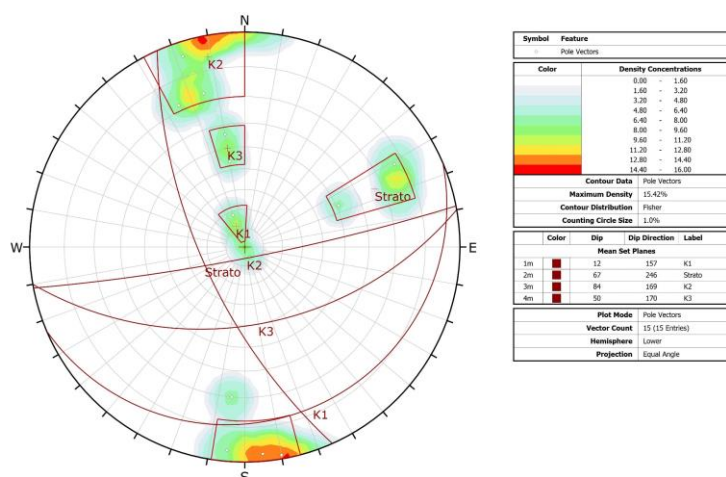 N
K2
K3
Strato
K1
W
E
K2
Strato
K3
K1
S
Symbol Feature
Pole Vectors
Color Density Concentrations
0.00 - 1.60
1.60 - 3.20
3.20 - 4.80
4.80 - 6.40
6.40 - 8.00
8.00 - 9.60
9.60 - 11.20
11.20 - 12.80
12.80 - 14.40
14.40 - 16.00
Contour Data Pole Vectors
Maximum Density 15.42%
Contour Distribution Fisher
Counting Circle Size 1.0%
Color Dip Dip Direction Label
Mean Set Planes
1m 12 157 K1
2m 67 246 Strato
3m 84 169 K2
4m 50 170 K3
Plot Mode Pole Vectors
Vector Count 15 (15 Entries)
Hemisphere Lower
Projection Equal Angle